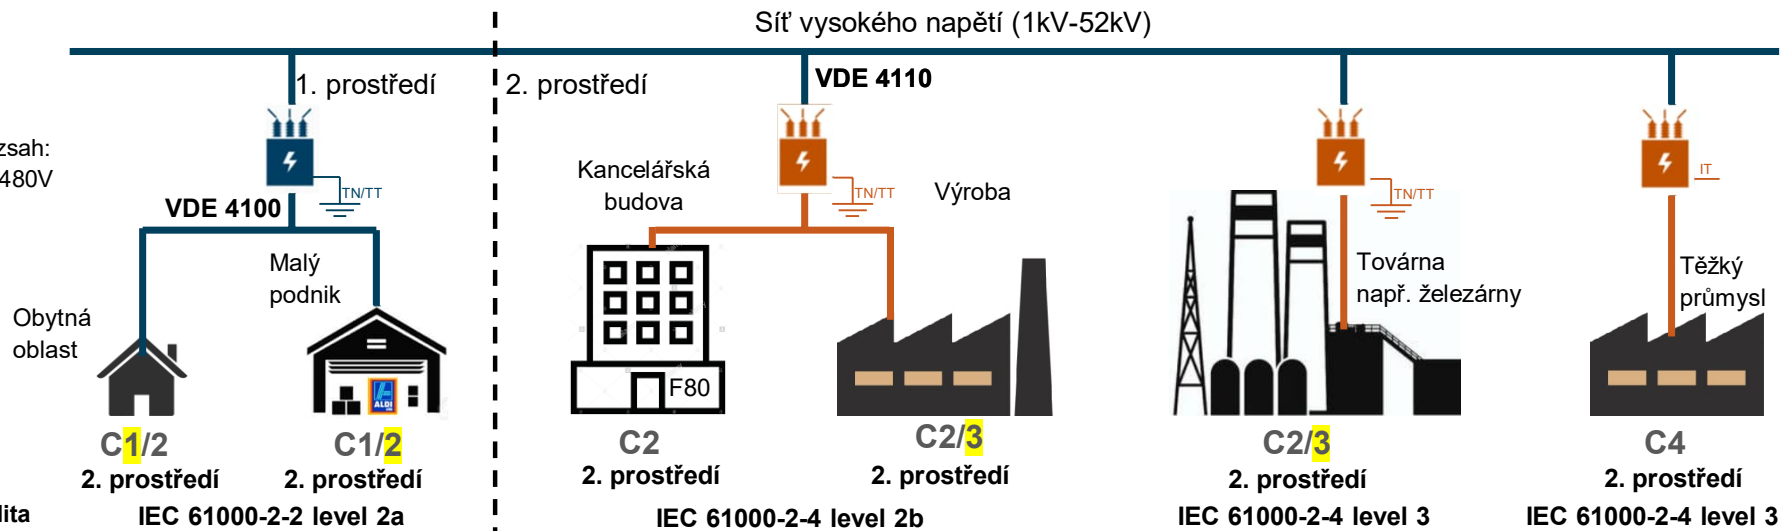 Síť vysokého napětí (1kV-52kV)
1. prostředí
2. prostředí
VDE 4110
zsah:
480V
TN/TT
VDE 4100
Kancelářská
budova
TN/TT
Výroba
TN/TT
IT
Malý
podnik
Obytná
oblast
ALDI
F80
Továrna
např. železárny
Těžký
průmysl
C1/2
C1/2
C2
C2/3
C2/3
C4
2. prostředí
2. prostředí
2. prostředí
2. prostředí
2. prostředí
2. prostředí
lita
IEC 61000-2-2 level 2a
IEC 61000-2-4 level 2b
IEC 61000-2-4 level 3
IEC 61000-2-4 level 3